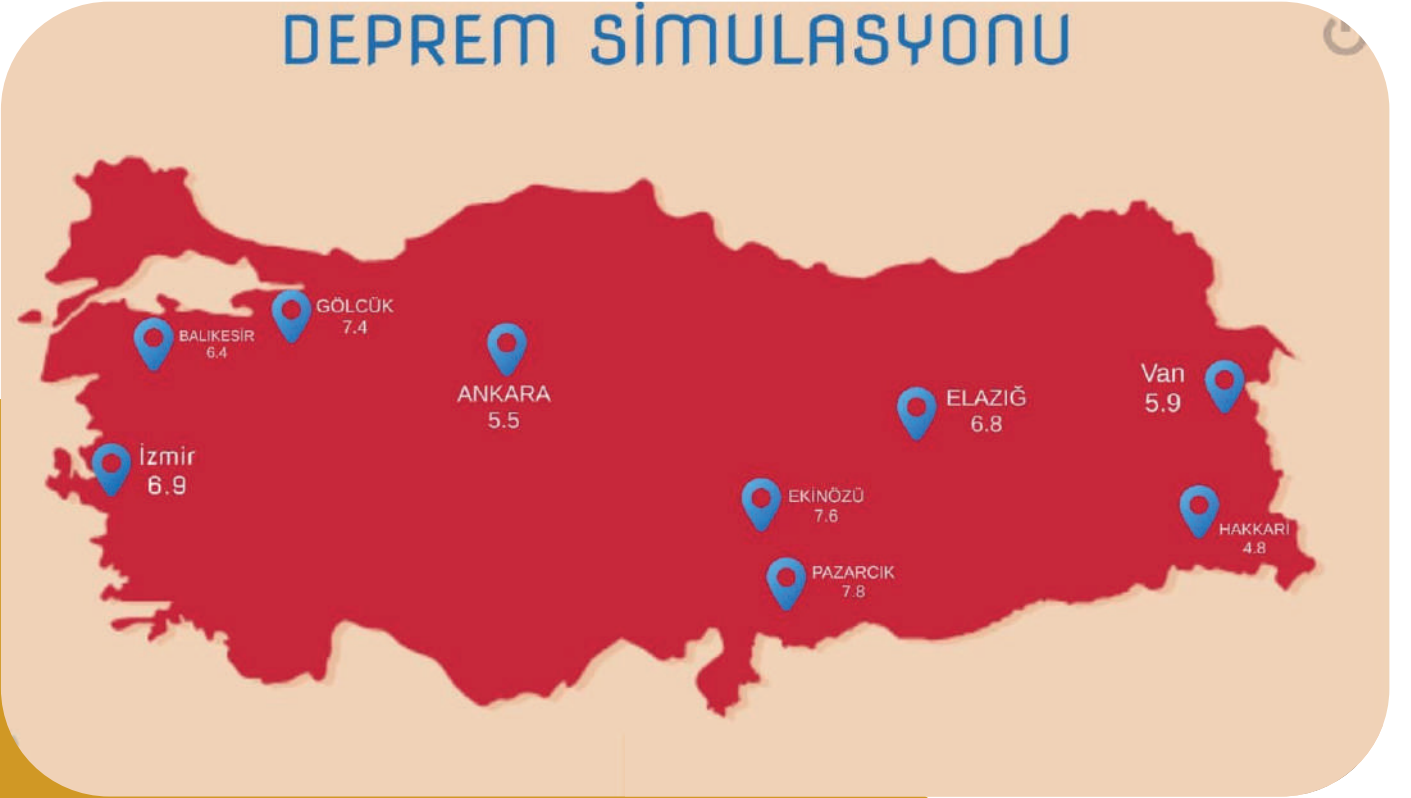 DEPREM SİMULASYONU
GÖLCÜK
7.4
BALIKESİR
6.4
ANKARA
5.5
Van
5.9
ELAZIĞ
6.8
İzmir
6.9
EKİNÖZÜ
7.6
HAKKARİ
4.8
PAZARCIK
7.8